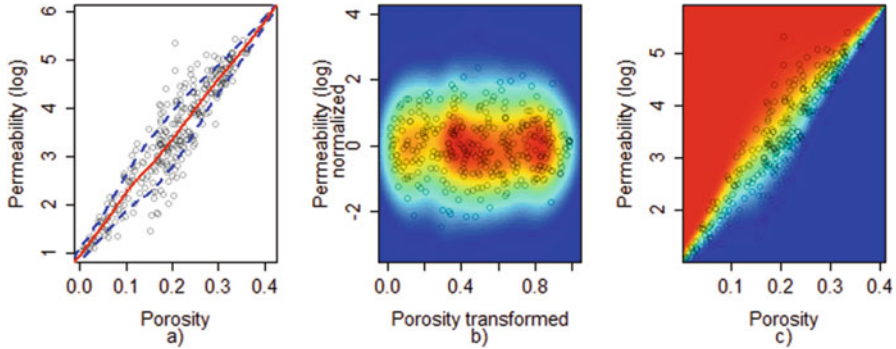 6
5
4
3
2
1
0.0 0.1 0.2 0.3 0.4
Permeability (log)
Porosity
a)
4
2
0
-2
0.0 0.4 0.8
Permeability (log)
normalized
Porosity transformed
b)
5
4
3
2
0.1 0.2 0.3 0.4
Permeability (log)
Porosity
c)